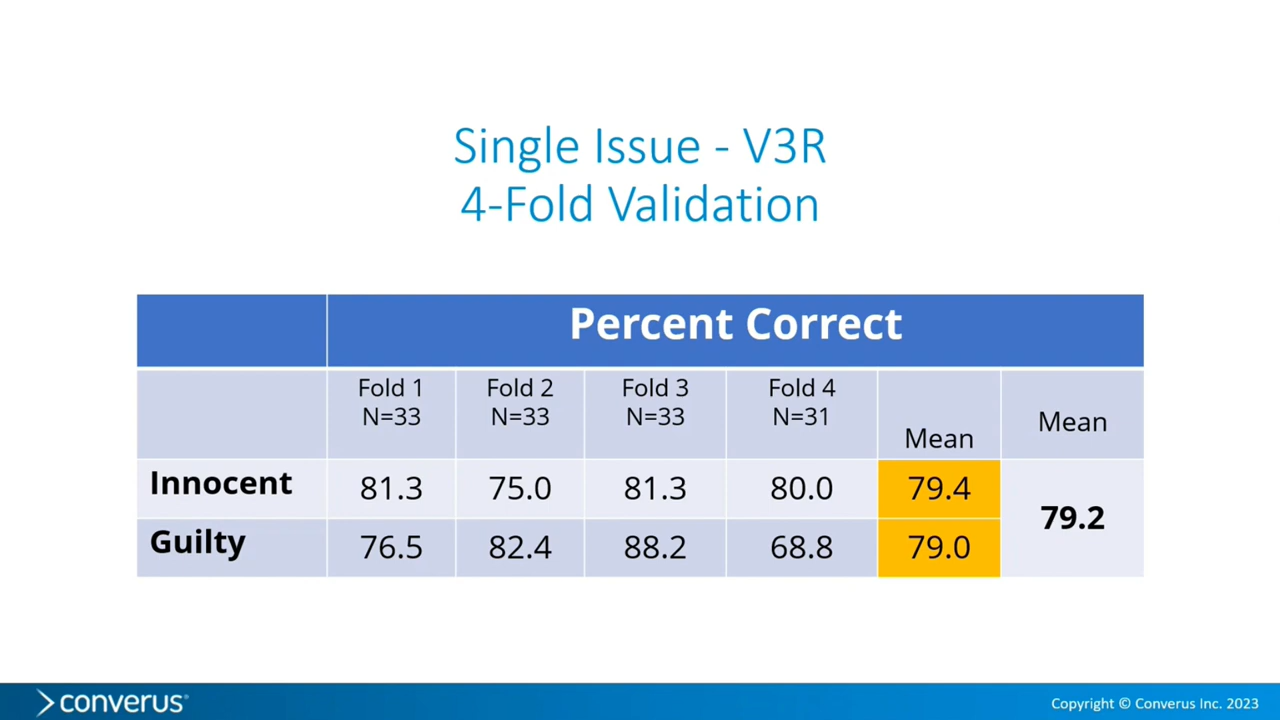 Single Issue - V3R
4-Fold Validation
Percent Correct
Fold 1 Fold 2 Fold 3 Fold 4
N=33 N=33 N=33 N=31
Mean Mean
Innocent 81.3 75.0 81.3 80.0 79.4
79.2
Guilty 76.5 82.4 88.2 68.8 79.0
converus®
Copyright © Converus Inc. 2023